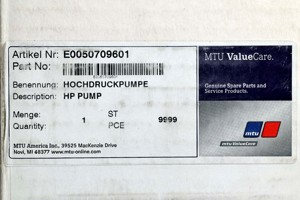 Artikel Nr: E0050709601
Part No:
Benennung: HOCHDRUCKPUMPE
Description: HP PUMP
Menge: 1 ST 9999
Quantity: PCE
MTU America Inc., 39525 MacKenzie Drive
Novi, MI 48377 www.mtu-online.com
MTU ValueCare.
Genuine Spare Parts and
Service Products.
mtu
mtu ValueCare